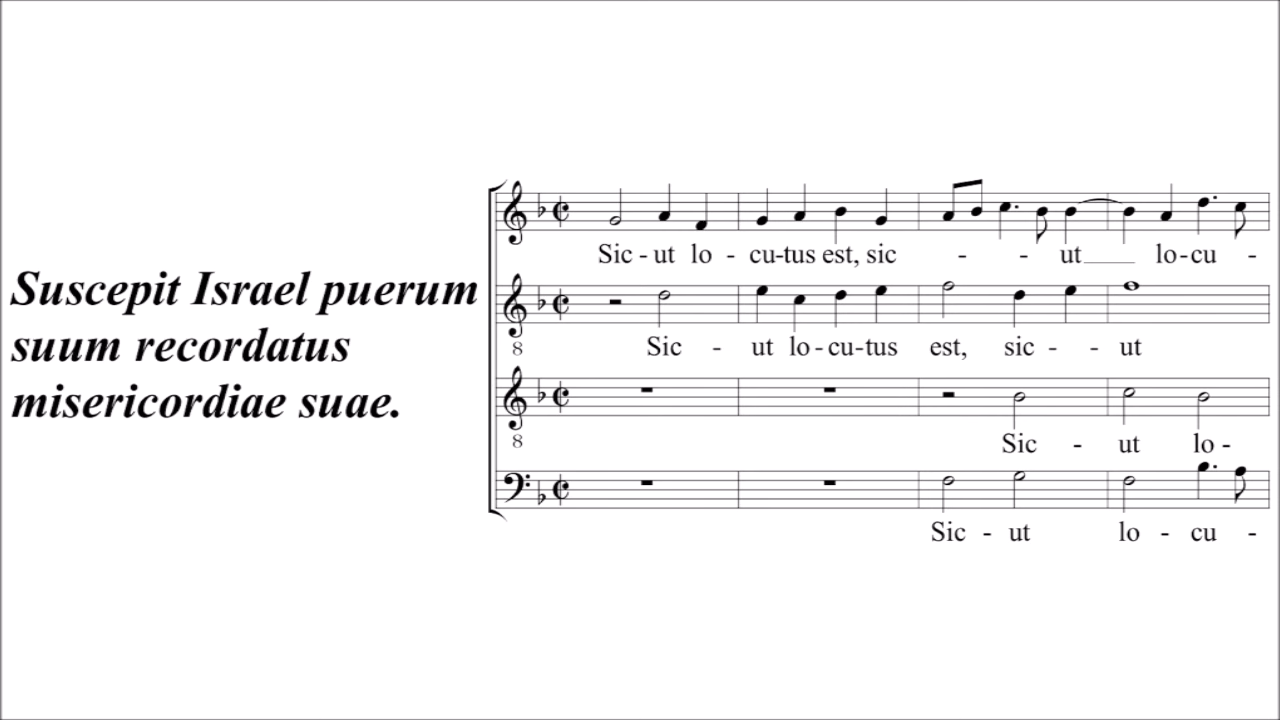 Suscepit Israel puerum
suum recordatus
misericordiae suae.
Sic - ut lo - cu-tus est, sic - - ut____ lo-cu -
8
Sic - ut lo-cu-tus est, sic - - ut
8
Sic - ut lo -
Sic - ut lo - cu -